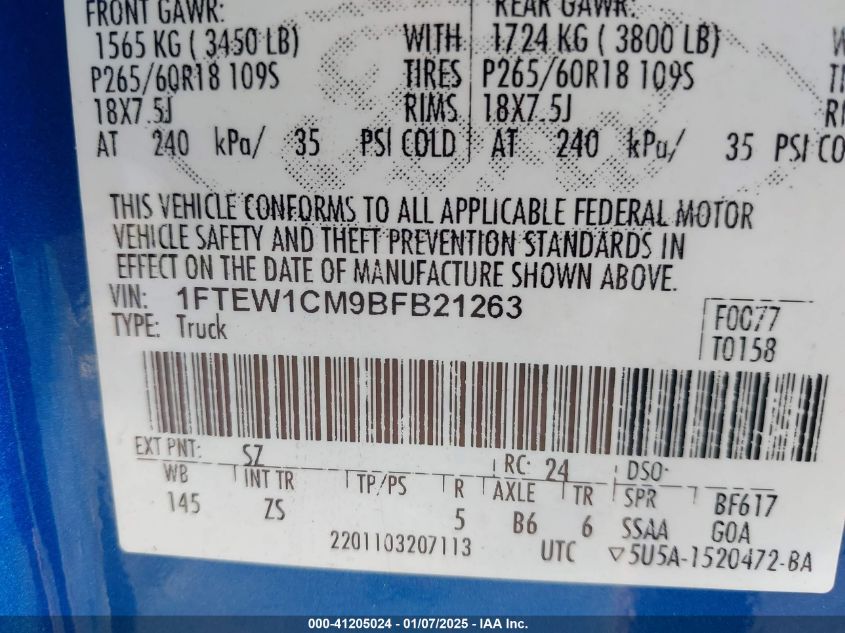 FRONT GAWR: REAR GAWR:
1565 KG ( 3450 LB) WITH 1724 KG ( 3800 LB)
P265/60R18 109S TIRES P265/60R18 109S
18X7.5J RIMS 18X7.5J
AT 240 kPa/ 35 PSI COLD AT 240 kPa/ 35 PSI CO
THIS VEHICLE CONFORMS TO ALL APPLICABLE FEDERAL MOTOR
VEHICLE SAFETY AND THEFT PREVENTION STANDARDS IN
EFFECT ON THE DATE OF MANUFACTURE SHOWN ABOVE.
VIN: 1FTEW1CM9BFB21263 F0C77
TYPE: Truck T0158
EXT PNT: SZ RC: 24 DSO:
WB INT TR TP/PS R AXLE TR SPR BF617
145 ZS 5 B6 6 SSAA GOA
2201103207113 UTC ▽5U5A-1520472-BA
000-41205024 — 01/07/2025 — IAA Inc.